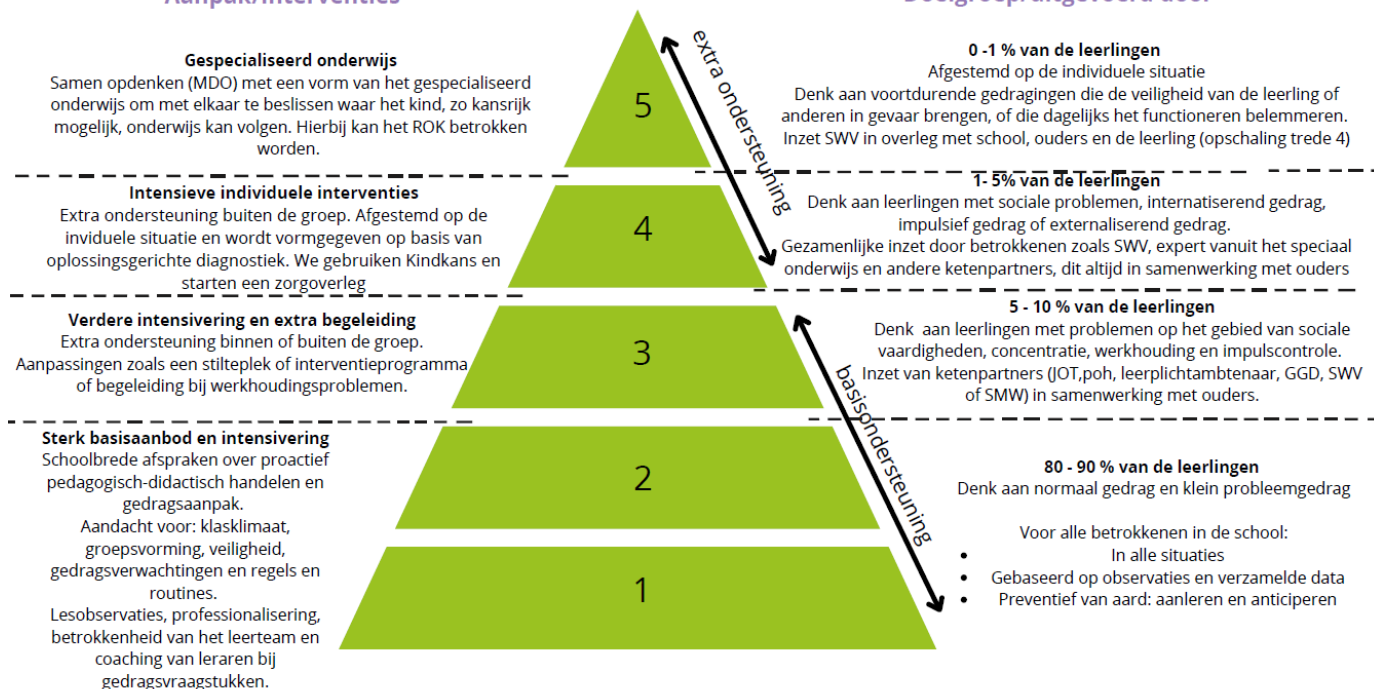 Aanpak/interventies
Doelgroep/uitgevoerd door
Gespecialiseerd onderwijs
Samen opdenken (MDO) met een vorm van het gespecialiseerd
onderwijs om met elkaar te beslissen waar het kind, zo kansrijk
mogelijk, onderwijs kan volgen. Hierbij kan het ROK betrokken
worden.
5
extra ondersteuning
0 -1 % van de leerlingen
Afgestemd op de individuele situatie
Denk aan voortdurende gedragingen die de veiligheid van de leerling of
anderen in gevaar brengen, of die dagelijks het functioneren belemmeren.
Inzet SWV in overleg met school, ouders en de leerling (opschaling trede 4)
Intensieve individuele interventies
Extra ondersteuning buiten de groep. Afgestemd op de
inviduele situatie en wordt vormgegeven op basis van
oplossingsgerichte diagnostiek. We gebruiken Kindkans en
starten een zorgoverleg
4
1- 5% van de leerlingen
Denk aan leerlingen met sociale problemen, internatiserend gedrag,
impulsief gedrag of externaliserend gedrag.
Gezamenlijke inzet door betrokkenen zoals SWV, expert vanuit het speciaal
onderwijs en andere ketenpartners, dit altijd in samenwerking met ouders
Verdere intensivering en extra begeleiding
Extra ondersteuning binnen of buiten de groep.
Aanpassingen zoals een stilteplek of interventieprogramma
of begeleiding bij werkhoudingsproblemen.
3
basisondersteuning
5 - 10 % van de leerlingen
Denk aan leerlingen met problemen op het gebied van sociale
vaardigheden, concentratie, werkhouding en impulscontrole.
Inzet van ketenpartners (JOT,poh, leerplichtambtenaar, GGD, SWV
of SMW) in samenwerking met ouders.
Sterk basisaanbod en intensivering
Schoolbrede afspraken over proactief
pedagogisch-didactisch handelen en
gedragsaanpak.
Aandacht voor: klasklimaat,
groepsvorming, veiligheid,
gedragsverwachtingen en regels en
routines.
Lesobservaties, professionalisering,
betrokkenheid van het leerteam en
coaching van leraren bij
gedragsvraagstukken.
2
1
80 - 90 % van de leerlingen
Denk aan normaal gedrag en klein probleemgedrag
Voor alle betrokkenen in de school:
• In alle situaties
• Gebaseerd op observaties en verzamelde data
• Preventief van aard: aanleren en anticiperen